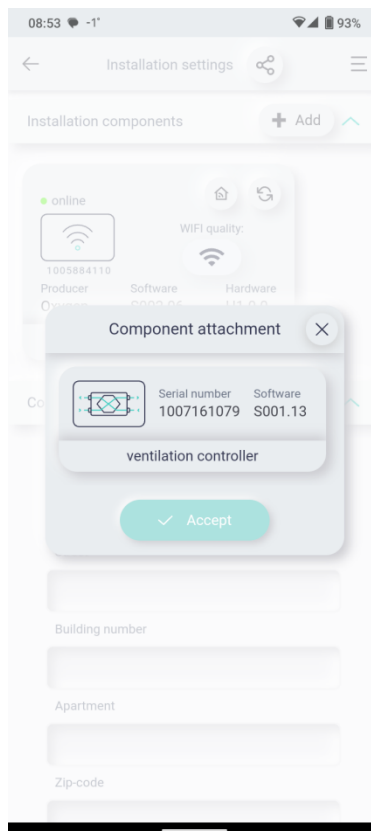 08:53 -1° 93%
Installation settings
Installation components
Add
online
WIFI quality:
1005884110
Producer Software Hardware
Component attachment
Serial number Software
1007161079 S001.13
ventilation controller
Accept
Building number
Apartment
Zip-code